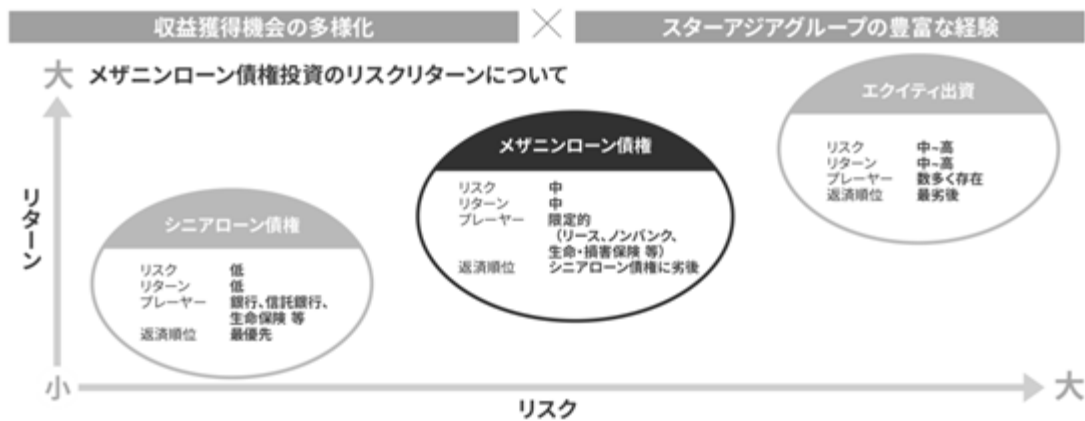 収益獲得機会の多様化
×
スターアジアグループの豊富な経験
大
メザニンローン債権投資のリスクリターンについて
リターン
エクイティ出資
リスク 中~高
リターン 中~高
プレーヤー 数多く存在
返済順位 最劣後
メザニンローン債権
リスク 中
リターン 中
プレーヤー 限定的
(リース、ノンバンク、
生命・損害保険 等)
返済順位 シニアローン債権に劣後
シニアローン債権
リスク 低
リターン 低
プレーヤー 銀行、信託銀行、
生命保険 等
返済順位 最優先
小
大
リスク